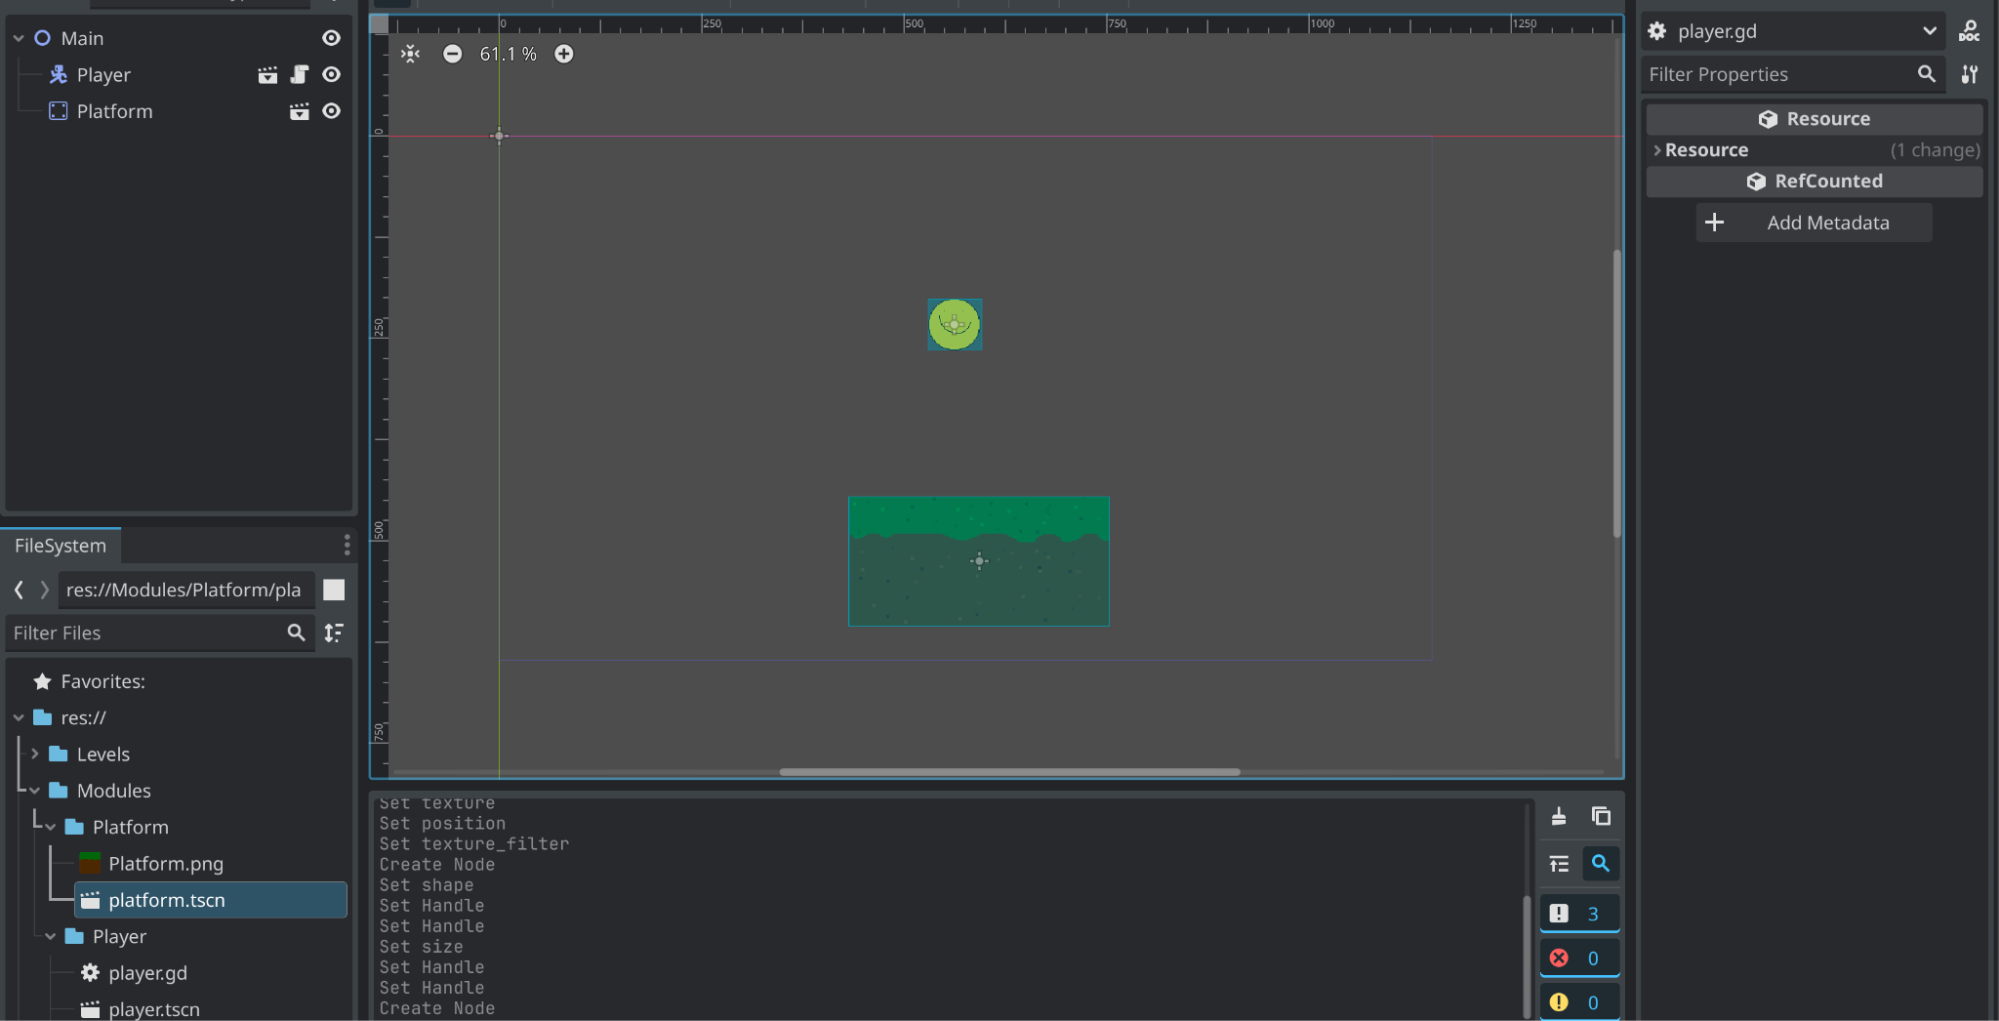 Main
Player
Platform
FileSystem
res://Modules/Platform/pla
Filter Files
Favorites:
res://
Levels
Modules
Platform
Platform.png
platform.tscn
Player
player.gd
player.tscn
0 250 500 750 1000 1250
61.1 %
0
250
500
750
Set texture
Set position
Set texture_filter
Create Node
Set shape
Set Handle
Set Handle
Set size
Set Handle
Set Handle
Create Node
3
0
0
player.gd
DOC
Filter Properties
Resource
Resource (1 change)
RefCounted
Add Metadata